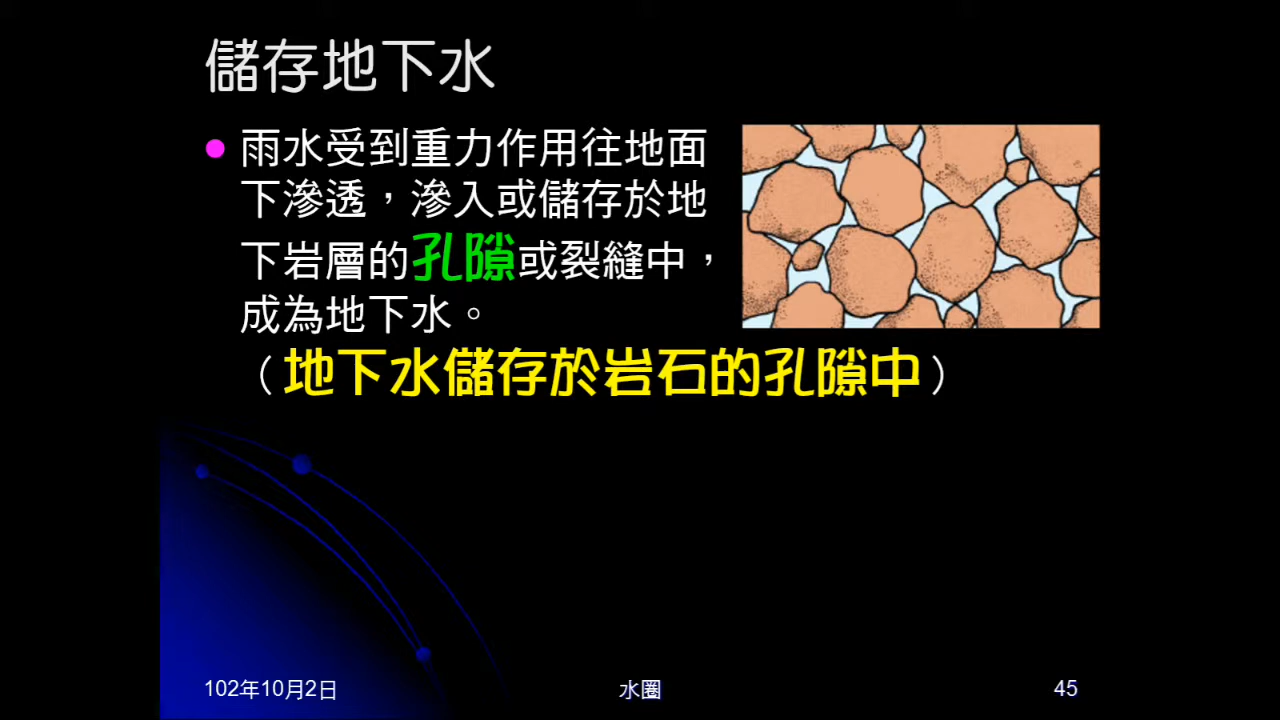 儲存地下水
雨水受到重力作用往地面
下滲透，滲入或儲存於地
下岩層的孔隙或裂縫中，
成為地下水。
（地下水儲存於岩石的孔隙中）
102年10月2日
水圈
45